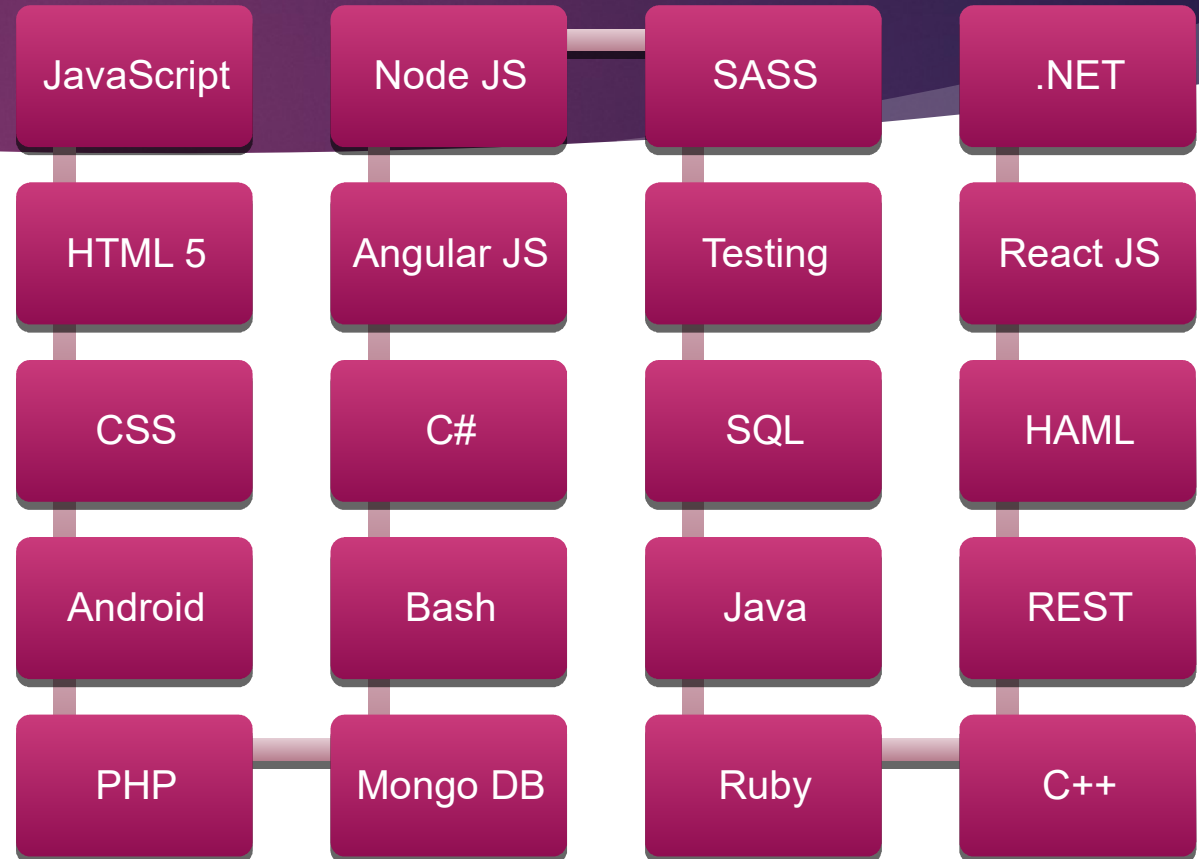 JavaScript
HTML 5
CSS
Android
PHP
Mongo DB
Bash
C#
Angular JS
Node JS
SASS
Testing
SQL
Java
Ruby
C++
REST
HAML
React JS
.NET